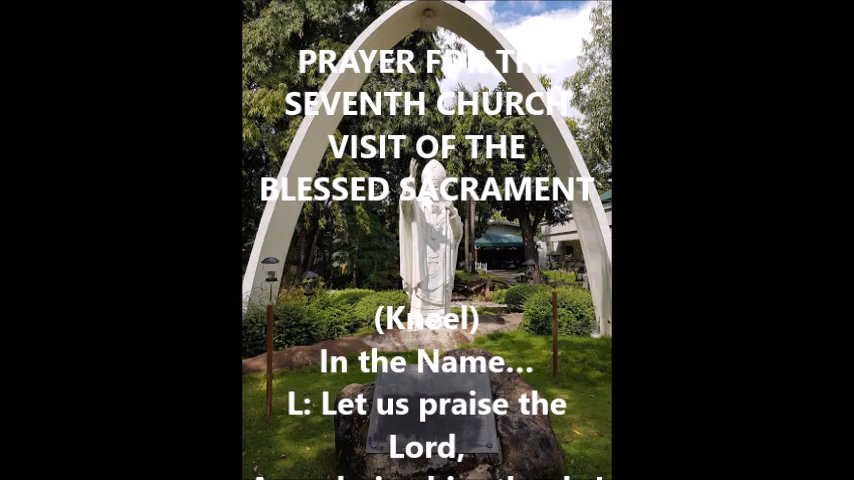 PRAYER FOR THE
SEVENTH CHURCH
VISIT OF THE
BLESSED SACRAMENT
(Kneel)
In the Name...
L: Let us praise the
Lord,